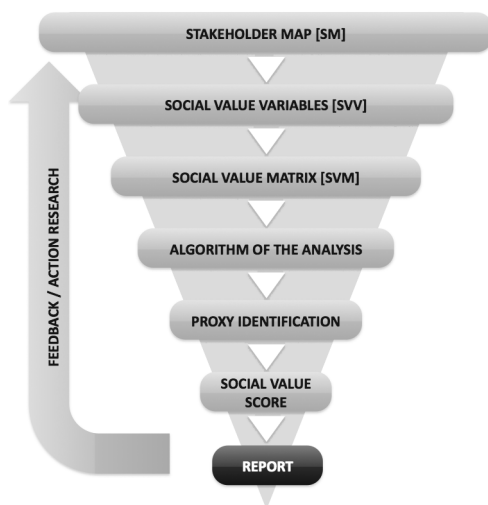 STAKEHOLDER MAP [SM]
SOCIAL VALUE VARIABLES [SVV]
SOCIAL VALUE MATRIX [SVM]
ALGORITHM OF THE ANALYSIS
PROXY IDENTIFICATION
SOCIAL VALUE
SCORE
REPORT
FEEDBACK / ACTION RESEARCH